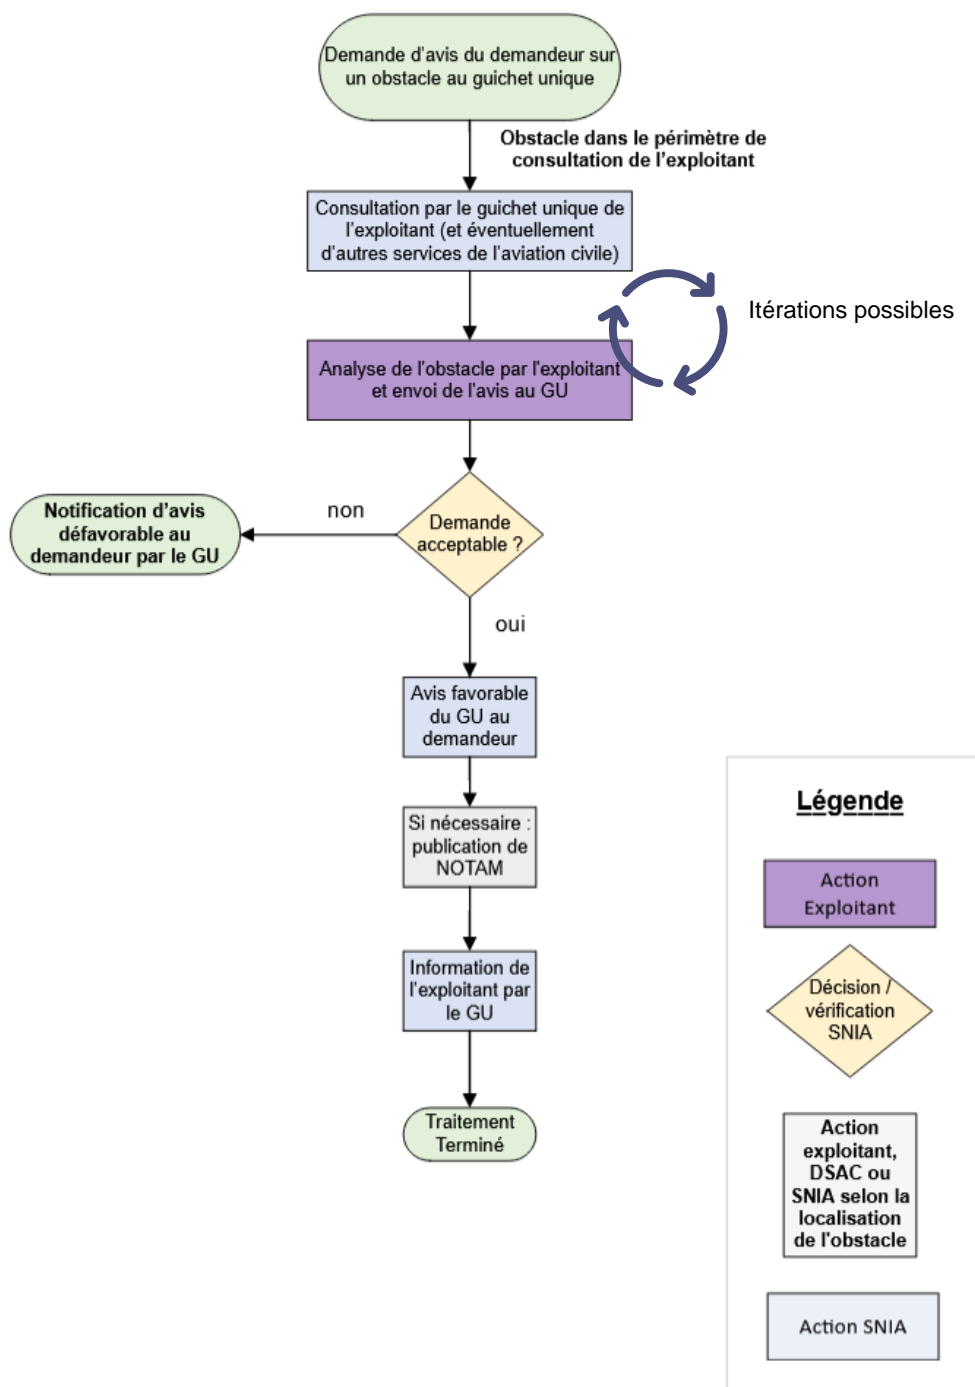 Demande d'avis du demandeur sur
un obstacle au guichet unique
Obstacle dans le périmètre de
consultation de l'exploitant
Consultation par le guichet unique de
l'exploitant (et éventuellement
d'autres services de l'aviation civile)
Itérations possibles
Analyse de l'obstacle par l'exploitant
et envoi de l'avis au GU
Demande
acceptable ?
non
Notification d'avis
défavorable au
demandeur par le GU
oui
Avis favorable
du GU au
demandeur
Si nécessaire :
publication de
NOTAM
Information de
l'exploitant par
le GU
Traitement
Terminé
Légende
Action
Exploitant
Décision /
vérification
SNIA
Action
exploitant,
DSAC ou
SNIA selon la
localisation
de l'obstacle
Action SNIA